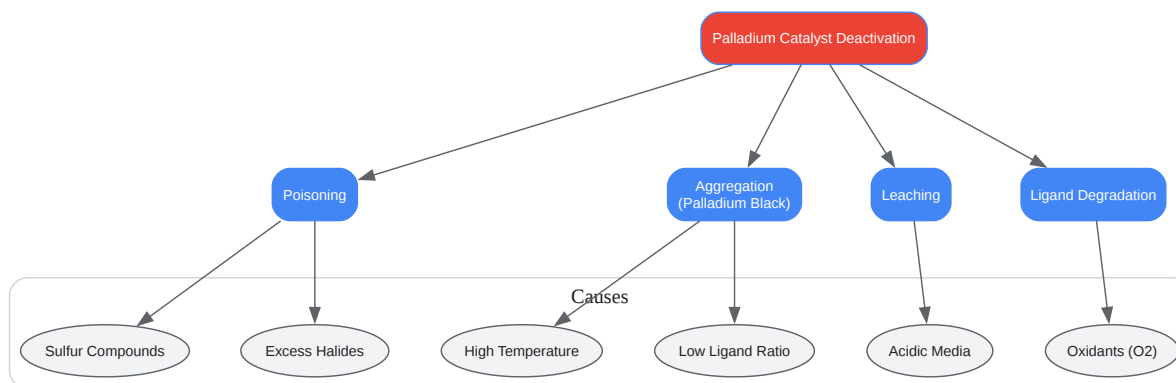 Palladium Catalyst Deactivation
Poisoning
Aggregation
(Palladium Black)
Leaching
Ligand Degradation
Causes
Sulfur Compounds
Excess Halides
High Temperature
Low Ligand Ratio
Acidic Media
Oxidants (O2)